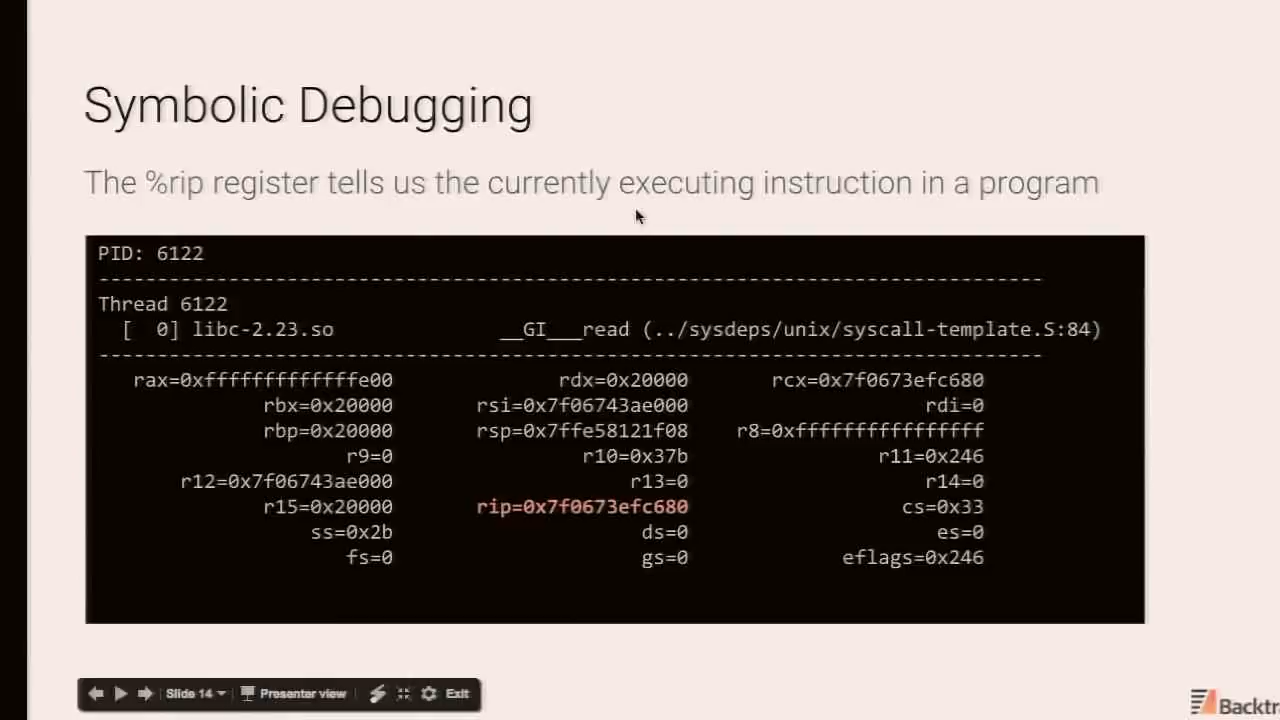 Symbolic Debugging
The %rip register tells us the currently executing instruction in a program
PID: 6122
--------------------------------------------------------------------------------
Thread 6122
[ 0] libc-2.23.so __GI___read (../sysdeps/unix/syscall-template.S:84)
--------------------------------------------------------------------------------
rax=0xfffffffffffffe00 rdx=0x20000 rcx=0x7f0673efc680
rbx=0x20000 rsi=0x7f06743ae000 rdi=0
rbp=0x20000 rsp=0x7ffe58121f08 r8=0xffffffffffffffff
r9=0 r10=0x37b r11=0x246
r12=0x7f06743ae000 r13=0 r14=0
r15=0x20000 rip=0x7f0673efc680 cs=0x33
ss=0x2b ds=0 es=0
fs=0 gs=0 eflags=0x246
Slide 14 Presenter view Exit
Backtr